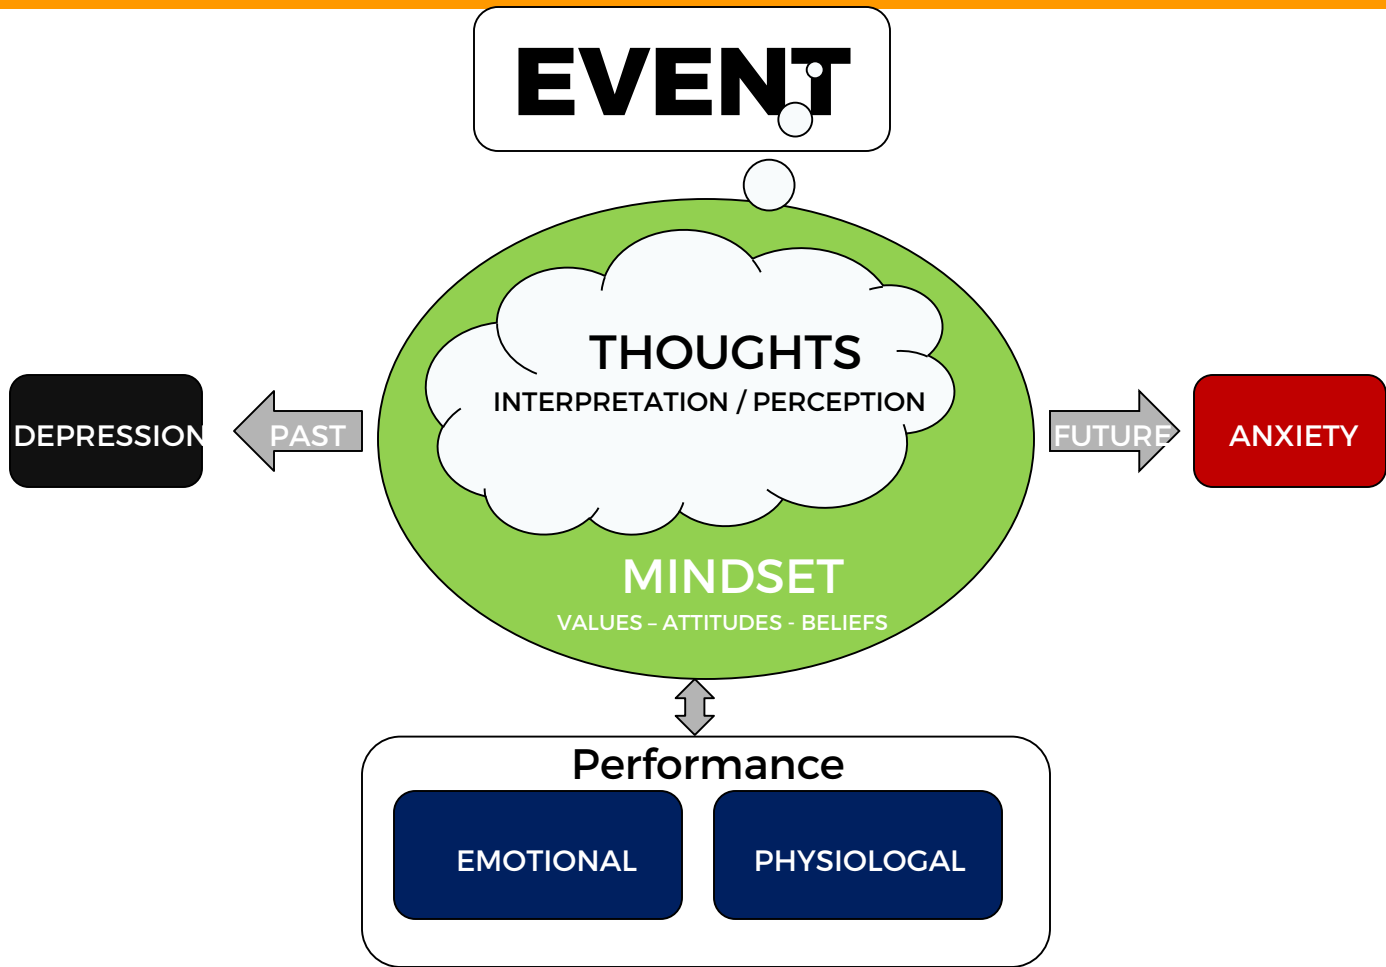 EVENT
THOUGHTS
INTERPRETATION / PERCEPTION
DEPRESSION
PAST
FUTURE
ANXIETY
MINDSET
VALUES – ATTITUDES - BELIEFS
Performance
EMOTIONAL
PHYSIOLOGAL